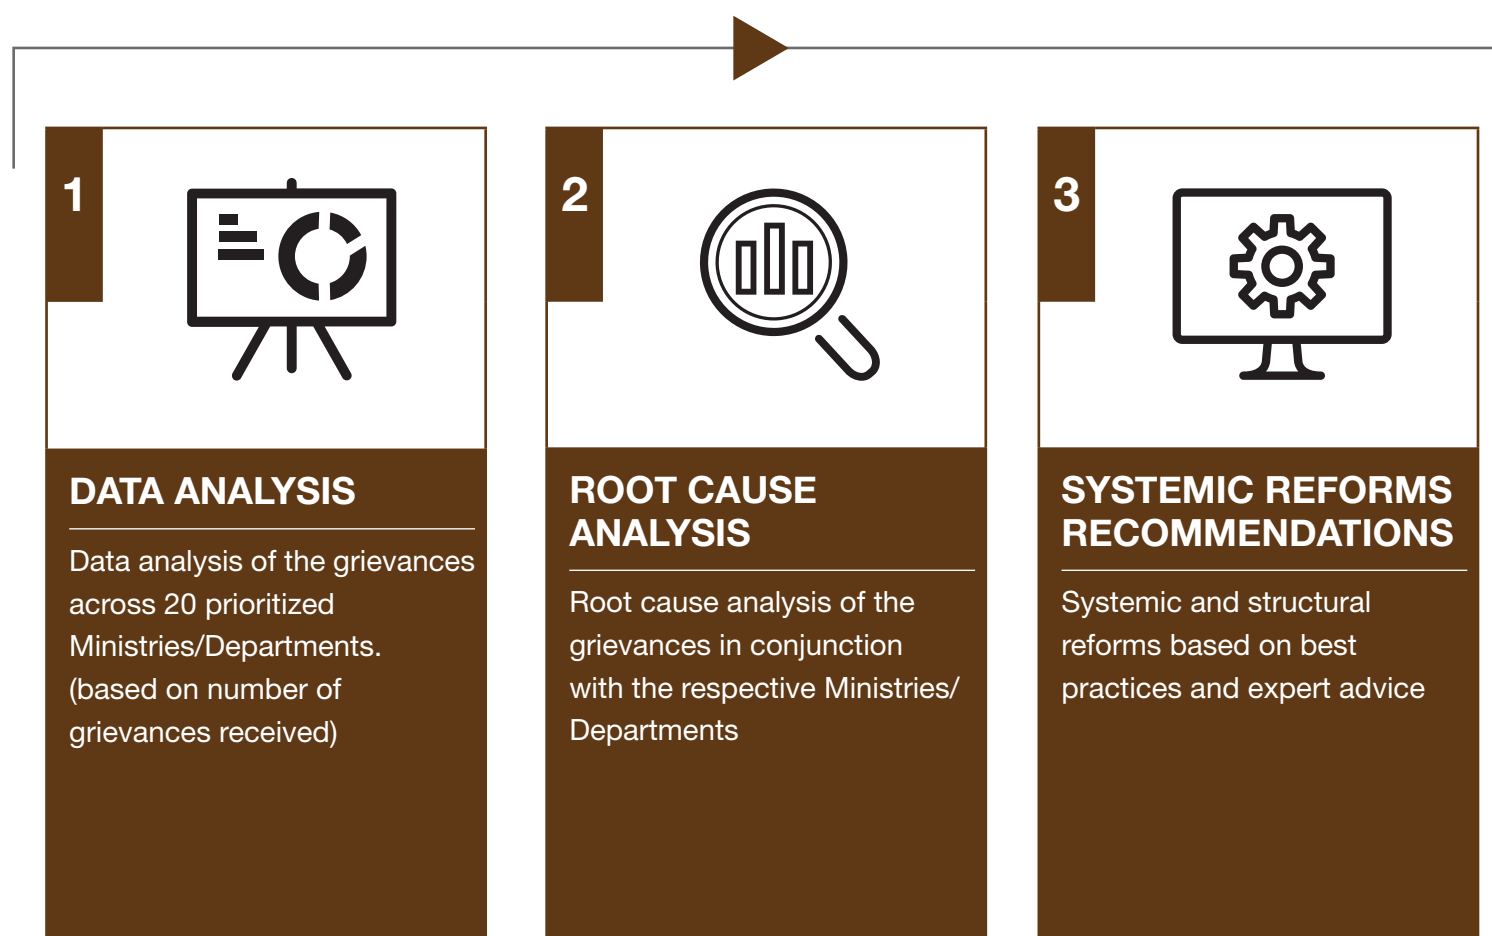 1
DATA ANALYSIS
Data analysis of the grievances
across 20 prioritized
Ministries/Departments.
(based on number of
grievances received)
2
ROOT CAUSE
ANALYSIS
Root cause analysis of the
grievances in conjunction
with the respective Ministries/
Departments
3
SYSTEMIC REFORMS
RECOMMENDATIONS
Systemic and structural
reforms based on best
practices and expert advice